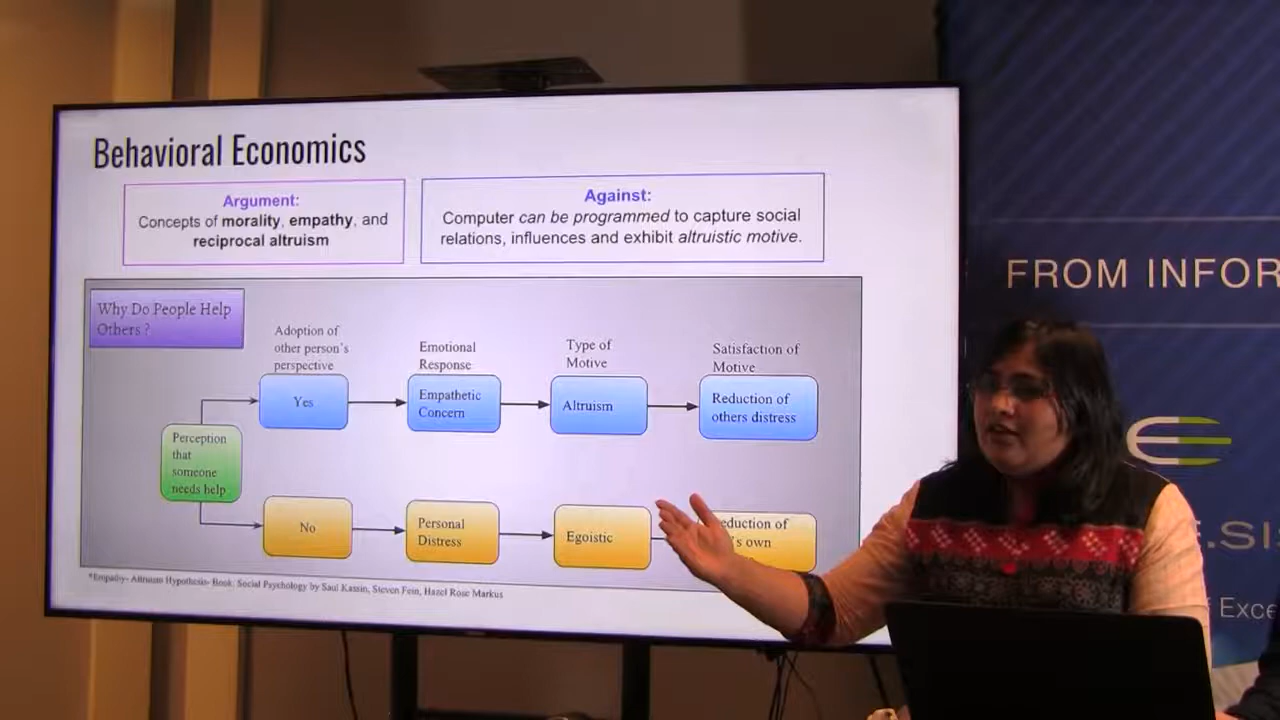 Behavioral Economics
Argument:
Concepts of morality, empathy, and
reciprocal altruism
Against:
Computer can be programmed to capture social
relations, influences and exhibit altruistic motive.
Why Do People Help
Others ?
Adoption of
other person's
perspective
Emotional
Response
Type of
Motive
Satisfaction of
Motive
Yes
Empathetic
Concern
Altruism
Reduction of
others distress
Perception
that
someone
needs help
No
Personal
Distress
Egoistic
eduction of
's own
*Empathy- Altruism Hypothesis- Book: Social Psychology by Saul Kassin, Steven Fein, Hazel Rose Markus
FROM INFOR
E.SI
f Exce